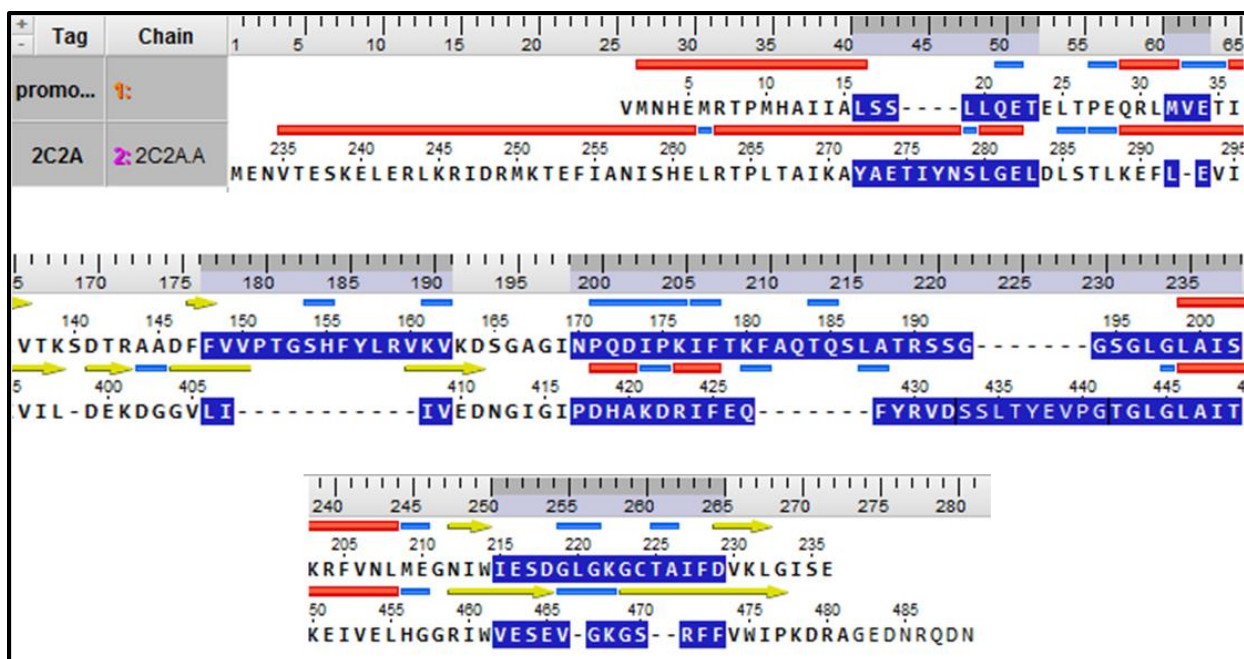 + Tag Chain
-
1 5 10 15 20 25 30 35 40 45 50 55 60 65
5 10 15 20 25 30 35
promo... 1: VMNHEMRTPMHAIIALSS----LLQETELTPEQRLMVETI
235 240 245 250 255 260 265 270 275 280 285 290 295
2C2A 2: 2C2A.A MENVTESKELERLKRIDRMKTEFIANISHELRTPLTAIKAYAETIYNSLGELDLSTLKEFL-EVI
5 170 175 180 185 190 195 200 205 210 215 220 225 230 235
140 145 150 155 160 165 170 175 180 185 190 195 200
VTKSDTRAADFFVVPTGSHFYLRVKVKDSGAGINPQDIPKIFTKFAQTQSLATRSSG-------GSGLGLAIS
400 405 410 415 420 425 430 435 440 445 4
VIL-DEKDGGVLI-----------IVEDNGIGIPDHAKDRIFEQ-------FYRVDSSLTYEVPGTGLGLAIT
240 245 250 255 260 265 270 275 280
205 210 215 220 225 230 235
KRFVNLMEGNIWIESDGLGKGCTAIFDVKLGISE
50 455 460 465 470 475 480 485
KEIVELHGGRIWVESEV-GKGS--RFFVWIPKDRAGEDNRQDN